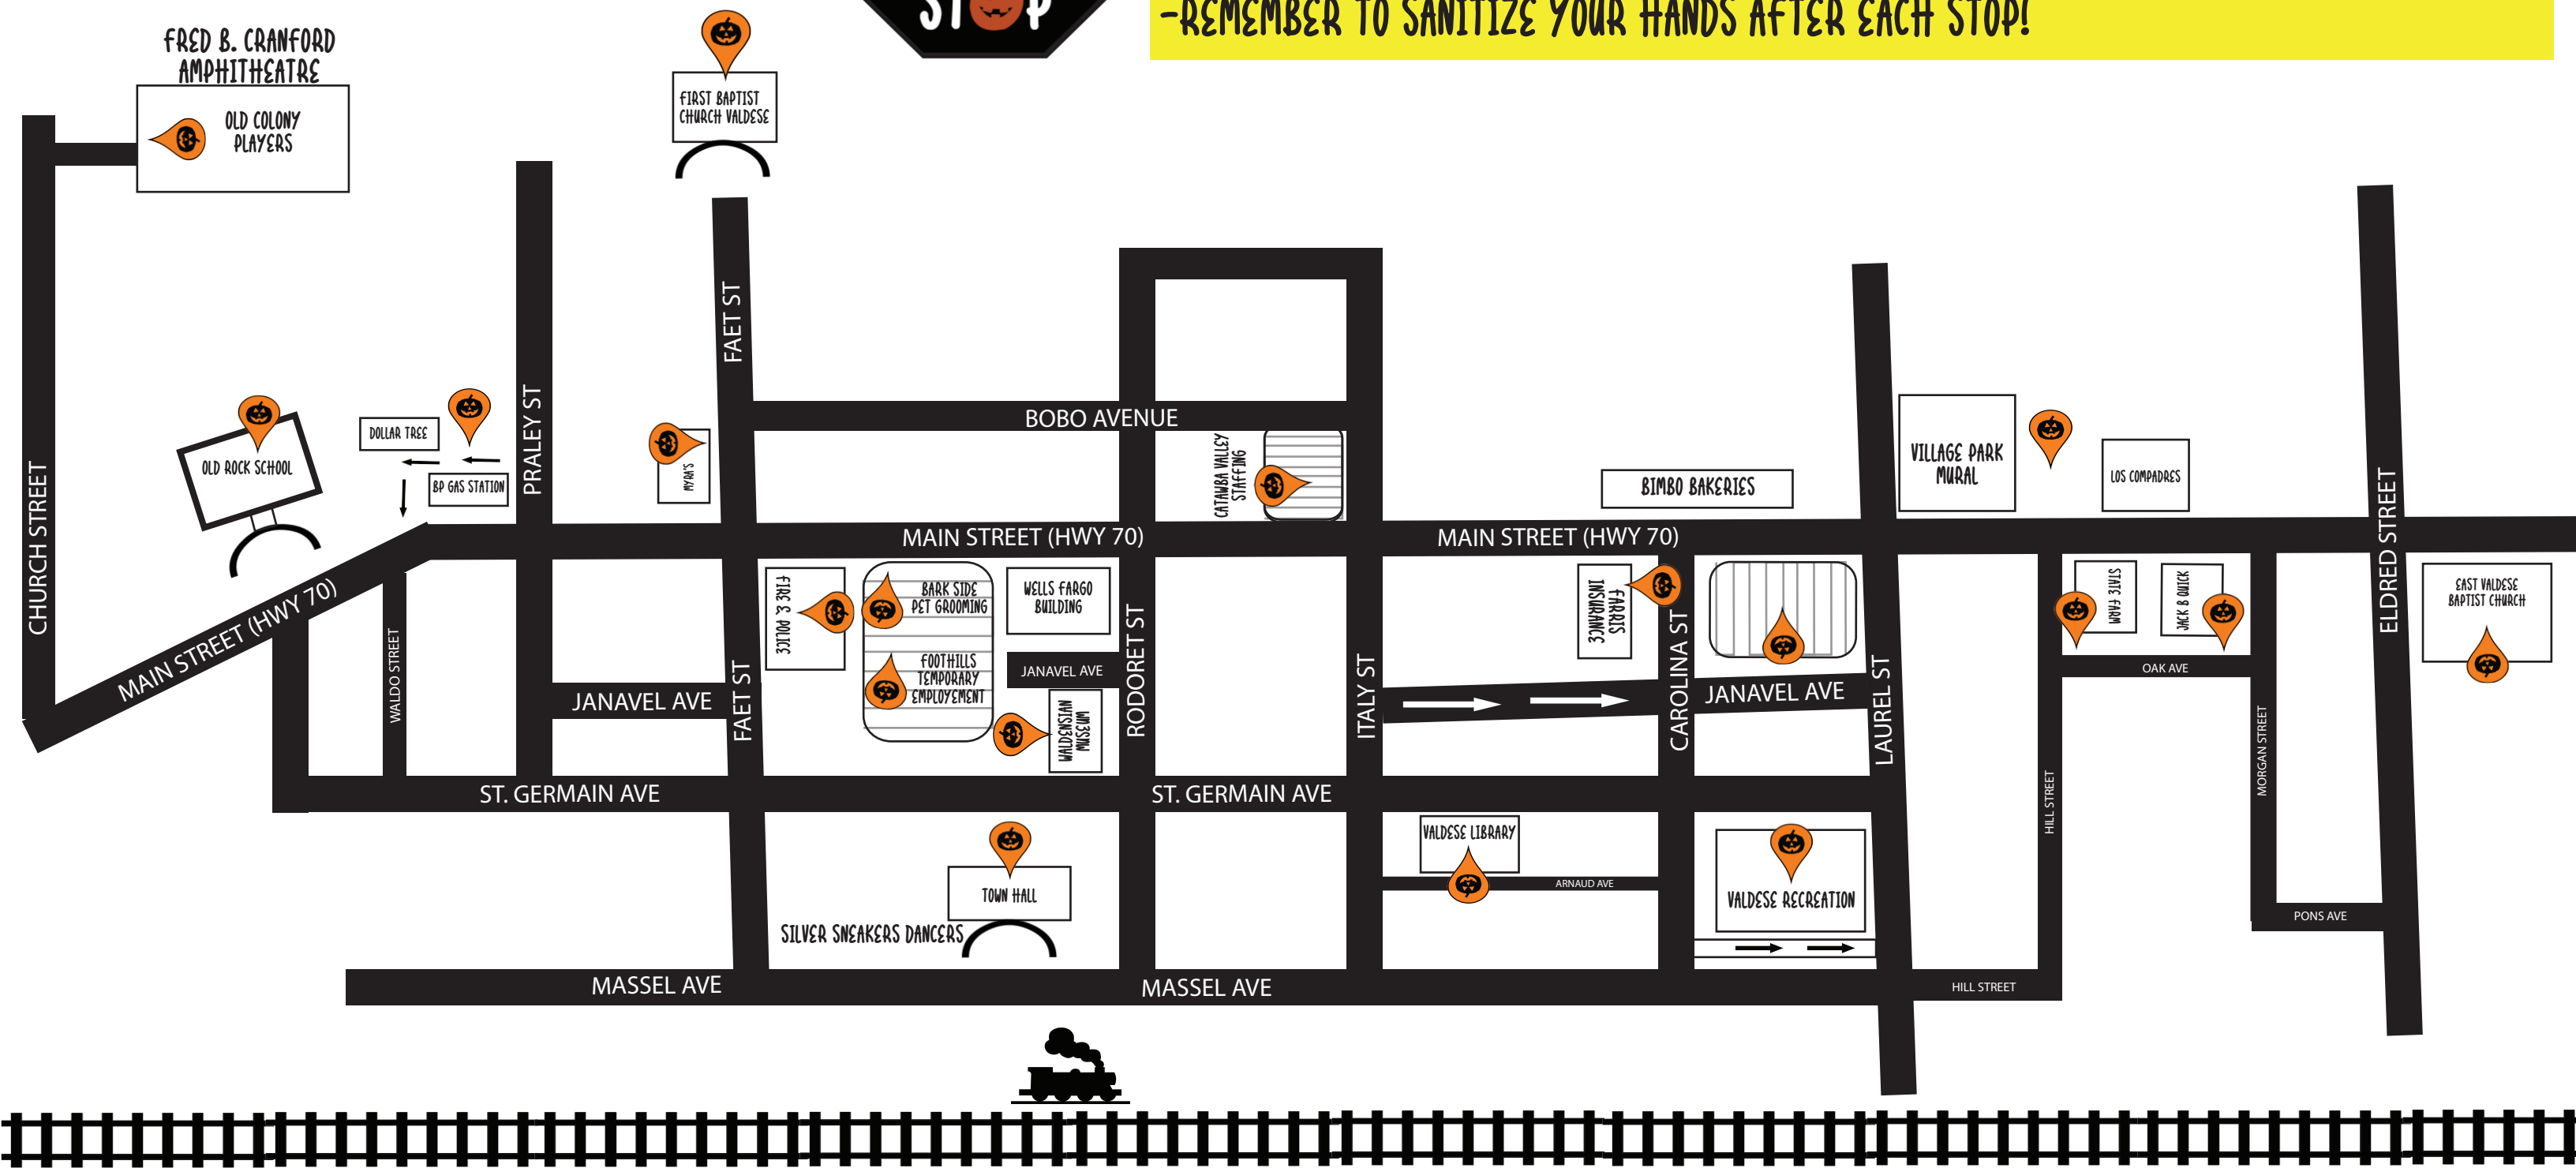 STOP
-REMEMBER TO SANITIZE YOUR HANDS AFTER EACH STOP!
FRED B. CRANFORD
AMPHITHEATRE
OLD COLONY
PLAYERS
FIRST BAPTIST
CHURCH VALDESE
CHURCH STREET
OLD ROCK SCHOOL
DOLLAR TREE
BP GAS STATION
PRALEY ST
FAET ST
MYRA'S
BOBO AVENUE
CATAWBA VALLEY
STAFFING
BIMBO BAKERIES
VILLAGE PARK
MURAL
LOS COMPADRES
ELDRED STREET
MAIN STREET (HWY 70)
MAIN STREET (HWY 70)
MAIN STREET (HWY 70)
WALDO STREET
JANAVEL AVE
FAET ST
FIRE & POLICE
BARK SIDE
PET GROOMING
FOOTHILLS
TEMPORARY
EMPLOYEMENT
WELLS FARGO
BUILDING
JANAVEL AVE
WALDENSIAN
MUSEUM
RODORET ST
ITALY ST
FARRIS
INSURANCE
CAROLINA ST
JANAVEL AVE
LAUREL ST
STATE FARM
JACK B QUICK
OAK AVE
HILL STREET
MORGAN STREET
EAST VALDESE
BAPTIST CHURCH
ST. GERMAIN AVE
ST. GERMAIN AVE
TOWN HALL
SILVER SNEAKERS DANCERS
VALDESE LIBRARY
ARNAUD AVE
VALDESE RECREATION
PONS AVE
MASSEL AVE
MASSEL AVE
HILL STREET